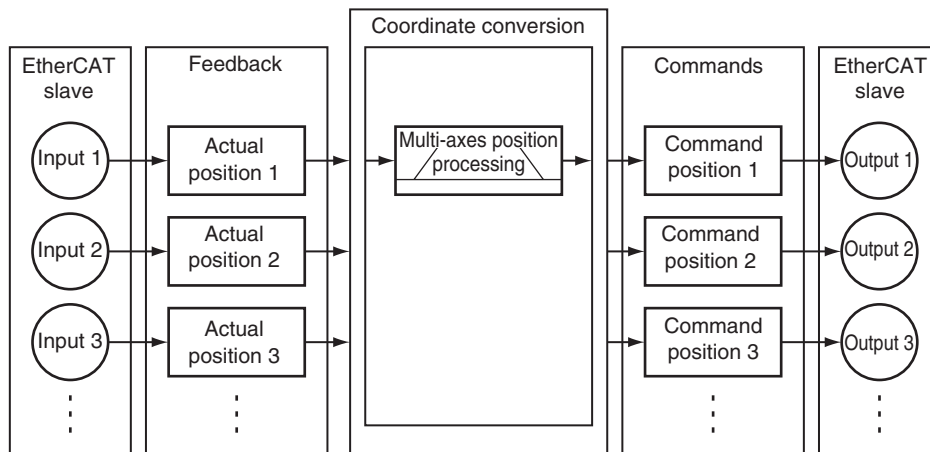 Coordinate conversion
EtherCAT
slave
Feedback
Commands
EtherCAT
slave
Input 1
Actual
position 1
Multi-axes position
processing
Command
position 1
Output 1
Input 2
Actual
position 2
Command
position 2
Output 2
Input 3
Actual
position 3
Command
position 3
Output 3